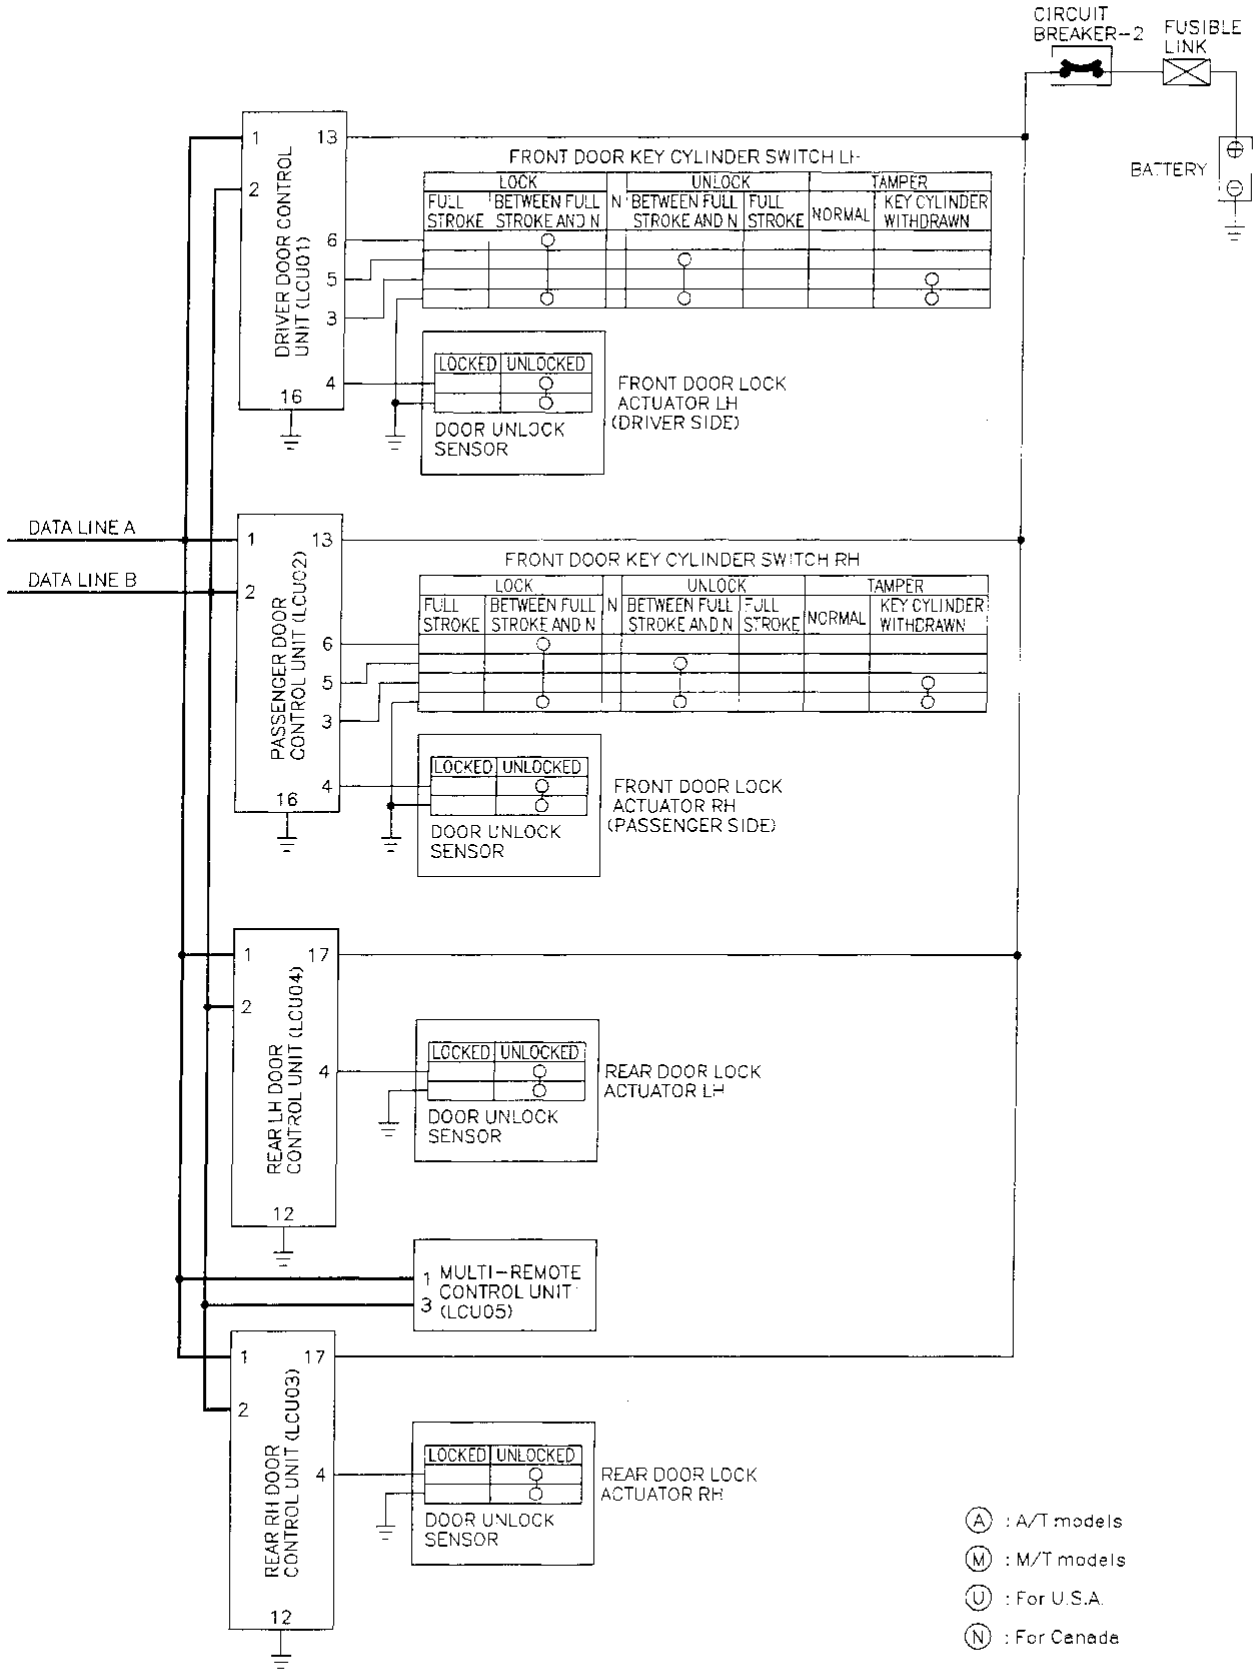 CIRCUIT
BREAKER-2
FUSIBLE
LINK
BATTERY
1
13
2
DRIVER DOOR CONTROL
UNIT (LCU01)
6
5
3
4
16
FRONT DOOR KEY CYLINDER SWITCH LH
LOCK UNLOCK TAMPER
FULL STROKE
BETWEEN FULL STROKE AND N
N
BETWEEN FULL STROKE AND N
FULL STROKE
NORMAL
KEY CYLINDER WITHDRAWN
LOCKED UNLOCKED
DOOR UNLOCK
SENSOR
FRONT DOOR LOCK
ACTUATOR LH
(DRIVER SIDE)
DATA LINE A
DATA LINE B
1
13
2
PASSENGER DOOR
CONTROL UNIT (LCU02)
6
5
3
4
16
FRONT DOOR KEY CYLINDER SWITCH RH
LOCK UNLOCK TAMPER
FULL STROKE
BETWEEN FULL STROKE AND N
N
BETWEEN FULL STROKE AND N
FULL STROKE
NORMAL
KEY CYLINDER WITHDRAWN
LOCKED UNLOCKED
DOOR UNLOCK
SENSOR
FRONT DOOR LOCK
ACTUATOR RH
(PASSENGER SIDE)
1
17
2
REAR LH DOOR
CONTROL UNIT (LCU04)
4
12
LOCKED UNLOCKED
DOOR UNLOCK
SENSOR
REAR DOOR LOCK
ACTUATOR LH
1 MULTI-REMOTE
CONTROL UNIT
3 (LCU05)
1
17
2
REAR RH DOOR
CONTROL UNIT (LCU03)
4
12
LOCKED UNLOCKED
DOOR UNLOCK
SENSOR
REAR DOOR LOCK
ACTUATOR RH
A : A/T models
M : M/T models
U : For U.S.A.
N : For Canada